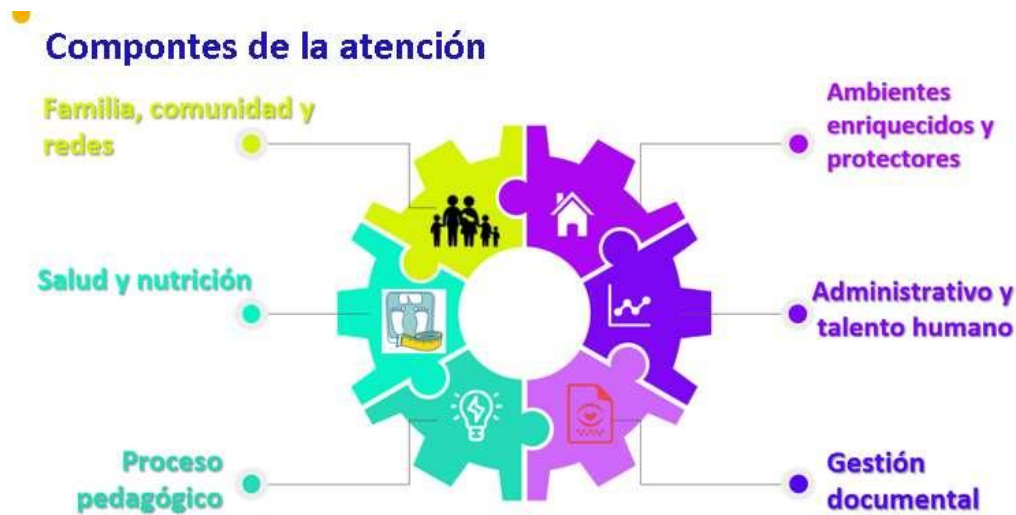 Compontes de la atención
Familia, comunidad y
redes
Ambientes
enriquecidos y
protectores
Salud y nutrición
Administrativo y
talento humano
Proceso
pedagógico
Gestión
documental